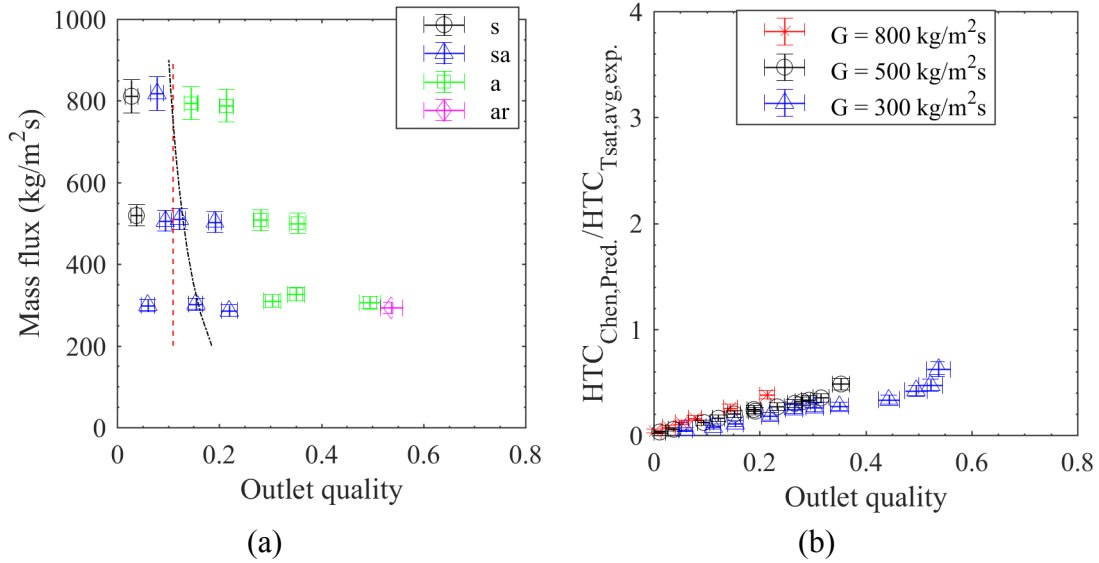 s
sa
a
ar
Mass flux (kg/m²s)
1000
800
600
400
200
0
0 0.2 0.4 0.6 0.8
Outlet quality
(a)
G = 800 kg/m²s
G = 500 kg/m²s
G = 300 kg/m²s
HTC_Chen,Pred./HTC_Tsat,avg,exp.
4
3
2
1
0
0 0.2 0.4 0.6 0.8
Outlet quality
(b)